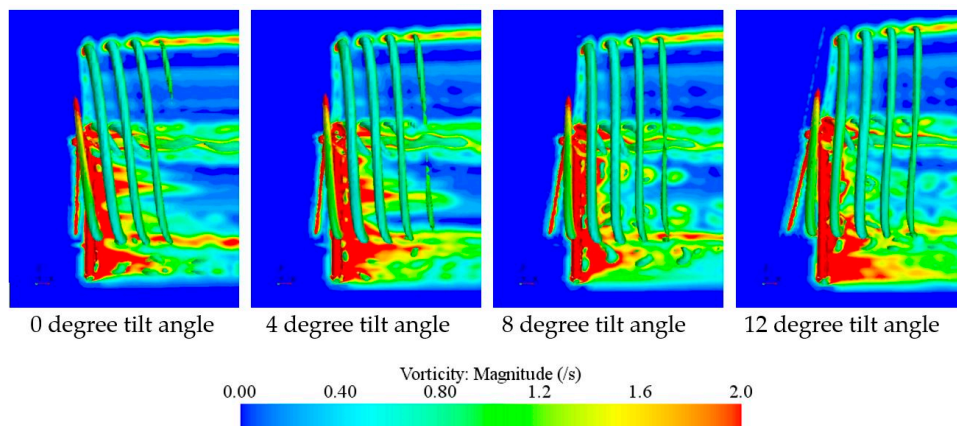 0 degree tilt angle
4 degree tilt angle
8 degree tilt angle
12 degree tilt angle
Vorticity: Magnitude (/s)
0.00 0.40 0.80 1.2 1.6 2.0